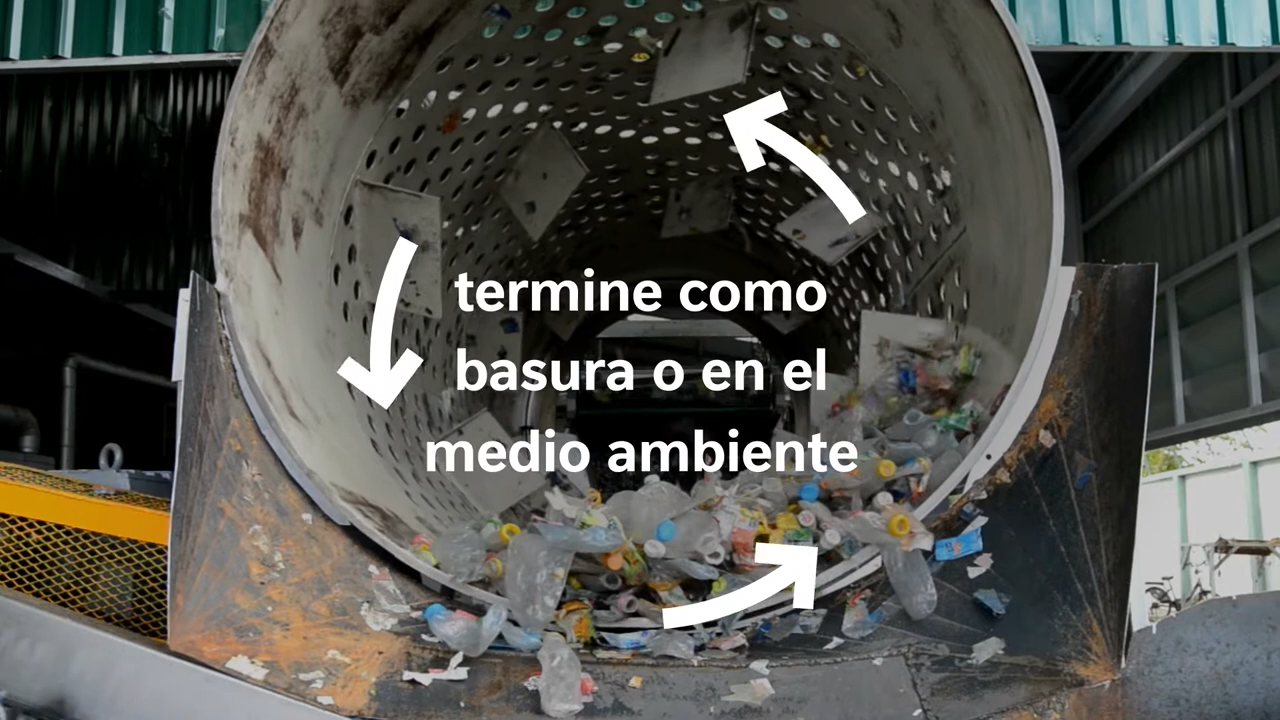 termine como
basura o en el
medio ambiente